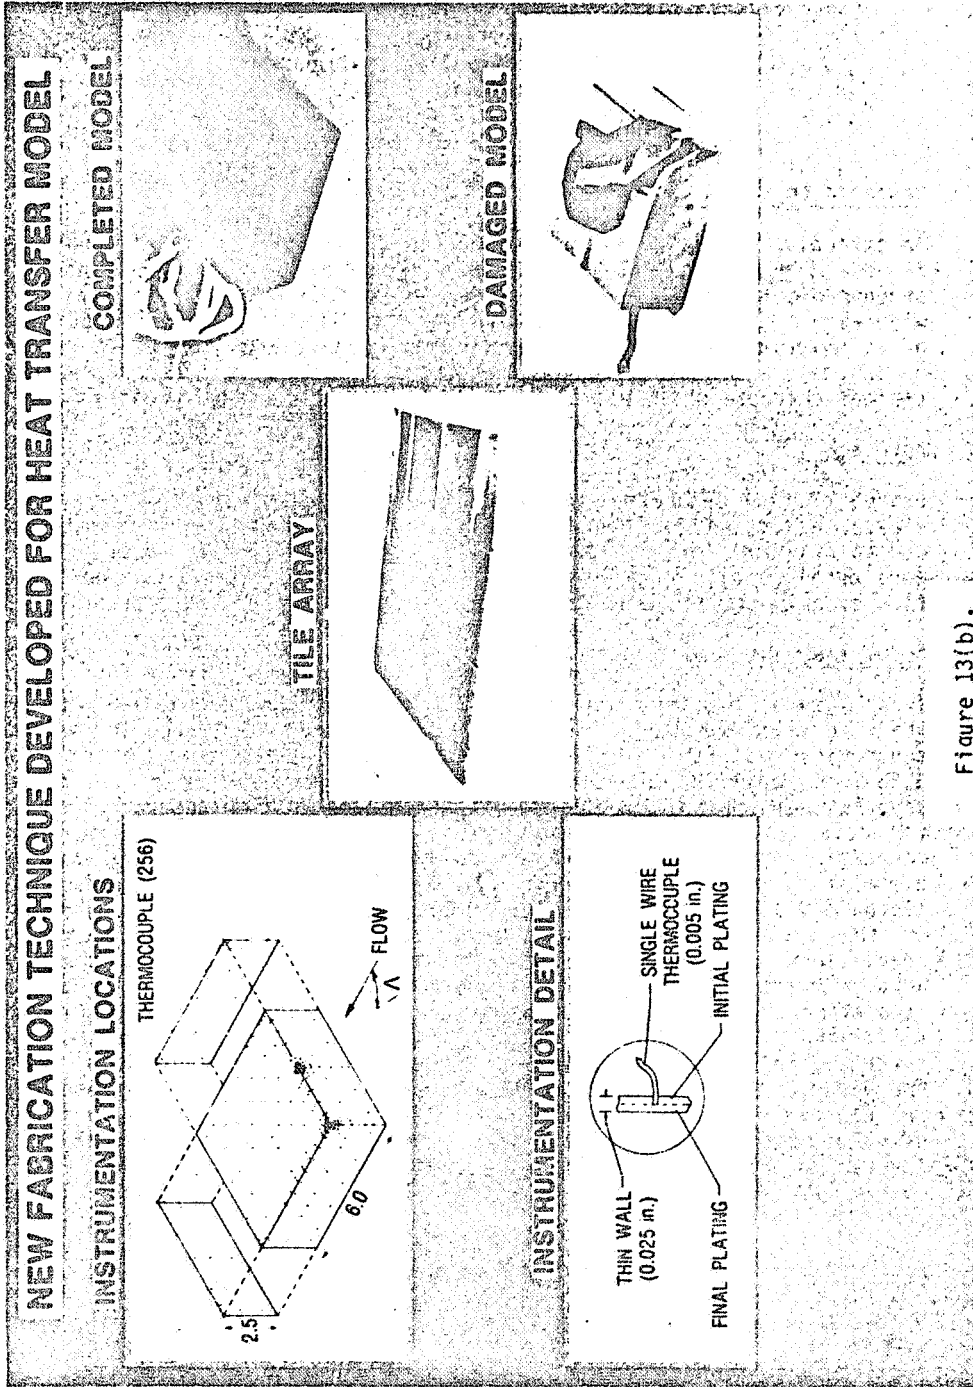 NEW FABRICATION TECHNIQUE DEVELOPED FOR HEAT TRANSFER MODEL
INSTRUMENTATION LOCATIONS
THERMOCOUPLE (256)
FLOW
Λ
6.0
2.5
INSTRUMENTATION DETAIL
THIN WALL
(0.025 in.)
FINAL PLATING
SINGLE WIRE
THERMOCOUPLE
(0.005 in.)
INITIAL PLATING
TILE ARRAY
COMPLETED MODEL
DAMAGED MODEL
Figure 13(b).